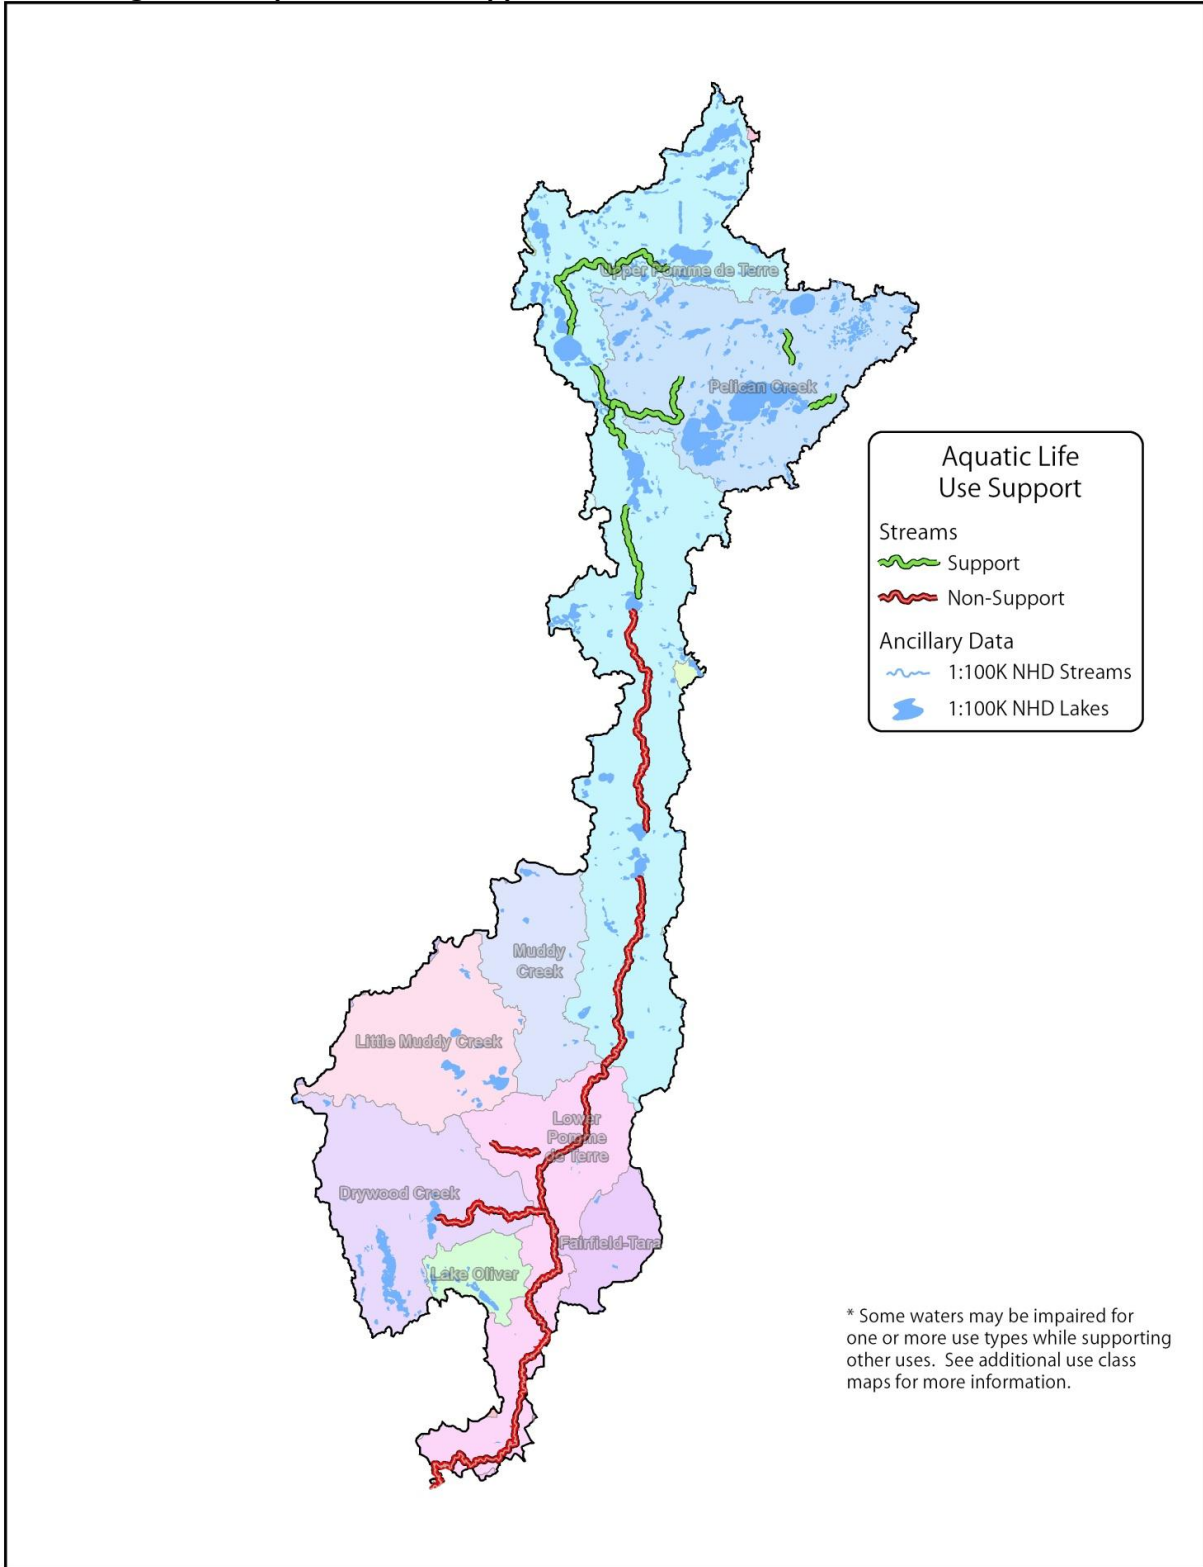 Upper Pomme de Terre
Pelican Creek
Aquatic Life
Use Support
Streams
Support
Non-Support
Ancillary Data
1:100K NHD Streams
1:100K NHD Lakes
Muddy
Creek
Little Muddy Creek
Lower
Pomme
de Terre
Drywood Creek
Fairfield-Tara
Lake Oliver
* Some waters may be impaired for
one or more use types while supporting
other uses. See additional use class
maps for more information.